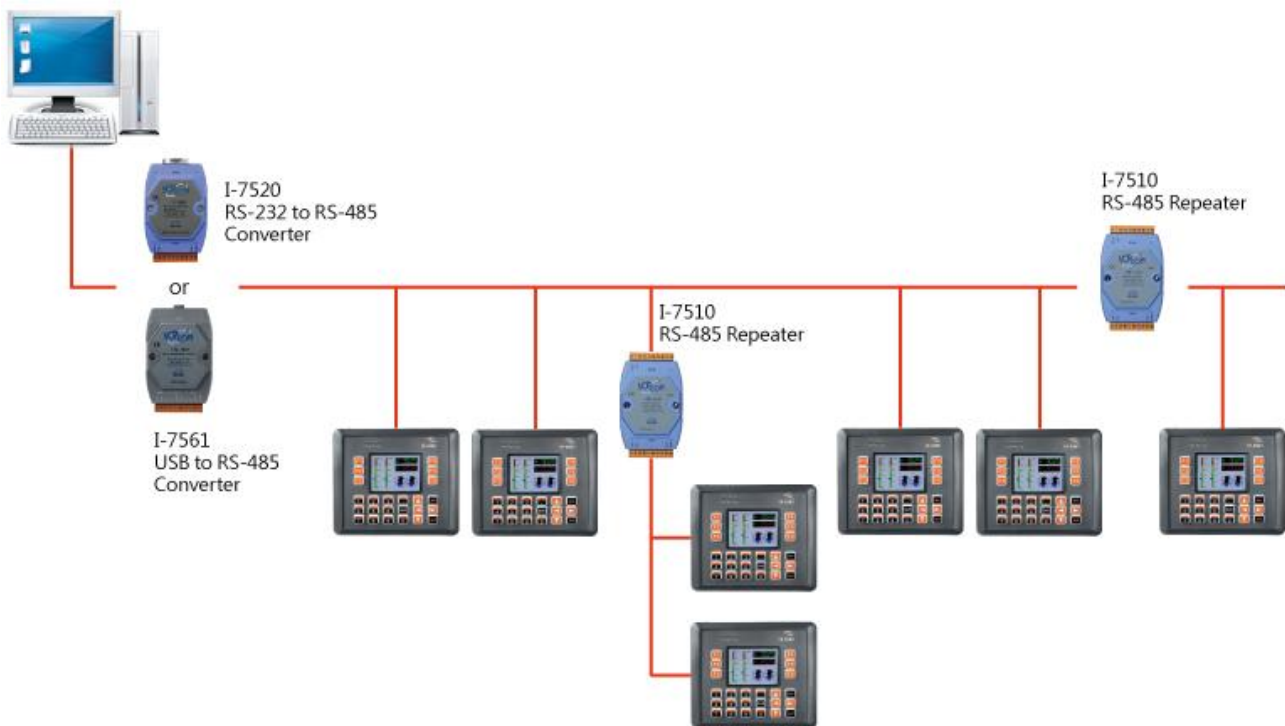 I-7520
RS-232 to RS-485
Converter
or
I-7561
USB to RS-485
Converter
I-7510
RS-485 Repeater
I-7510
RS-485 Repeater